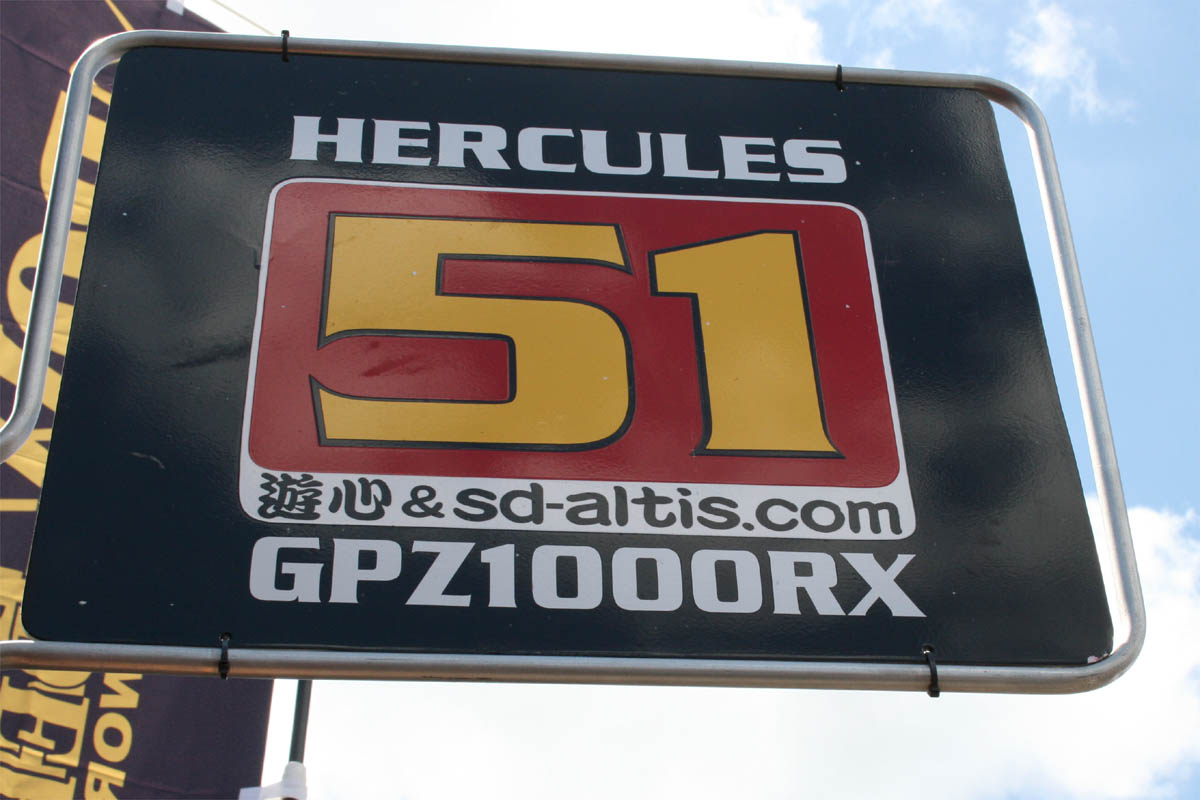 HERCULES
51
遊心&sd-altis.com
GPZ1000RX